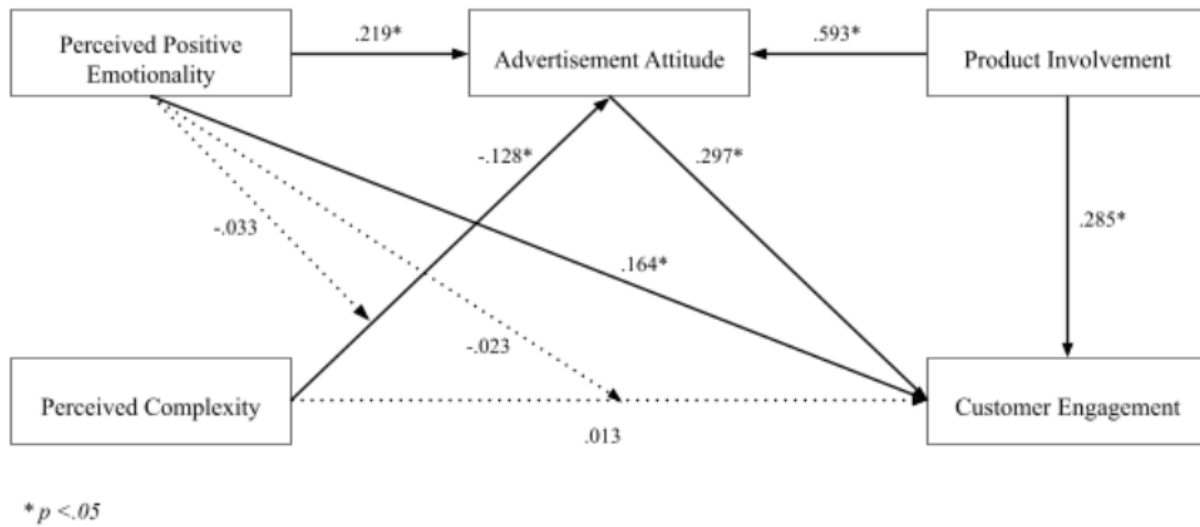 Perceived Positive
Emotionality
.219*
Advertisement Attitude
.593*
Product Involvement
-.128*
.297*
-.033
.164*
.285*
-.023
Perceived Complexity
.013
Customer Engagement
* p <.05